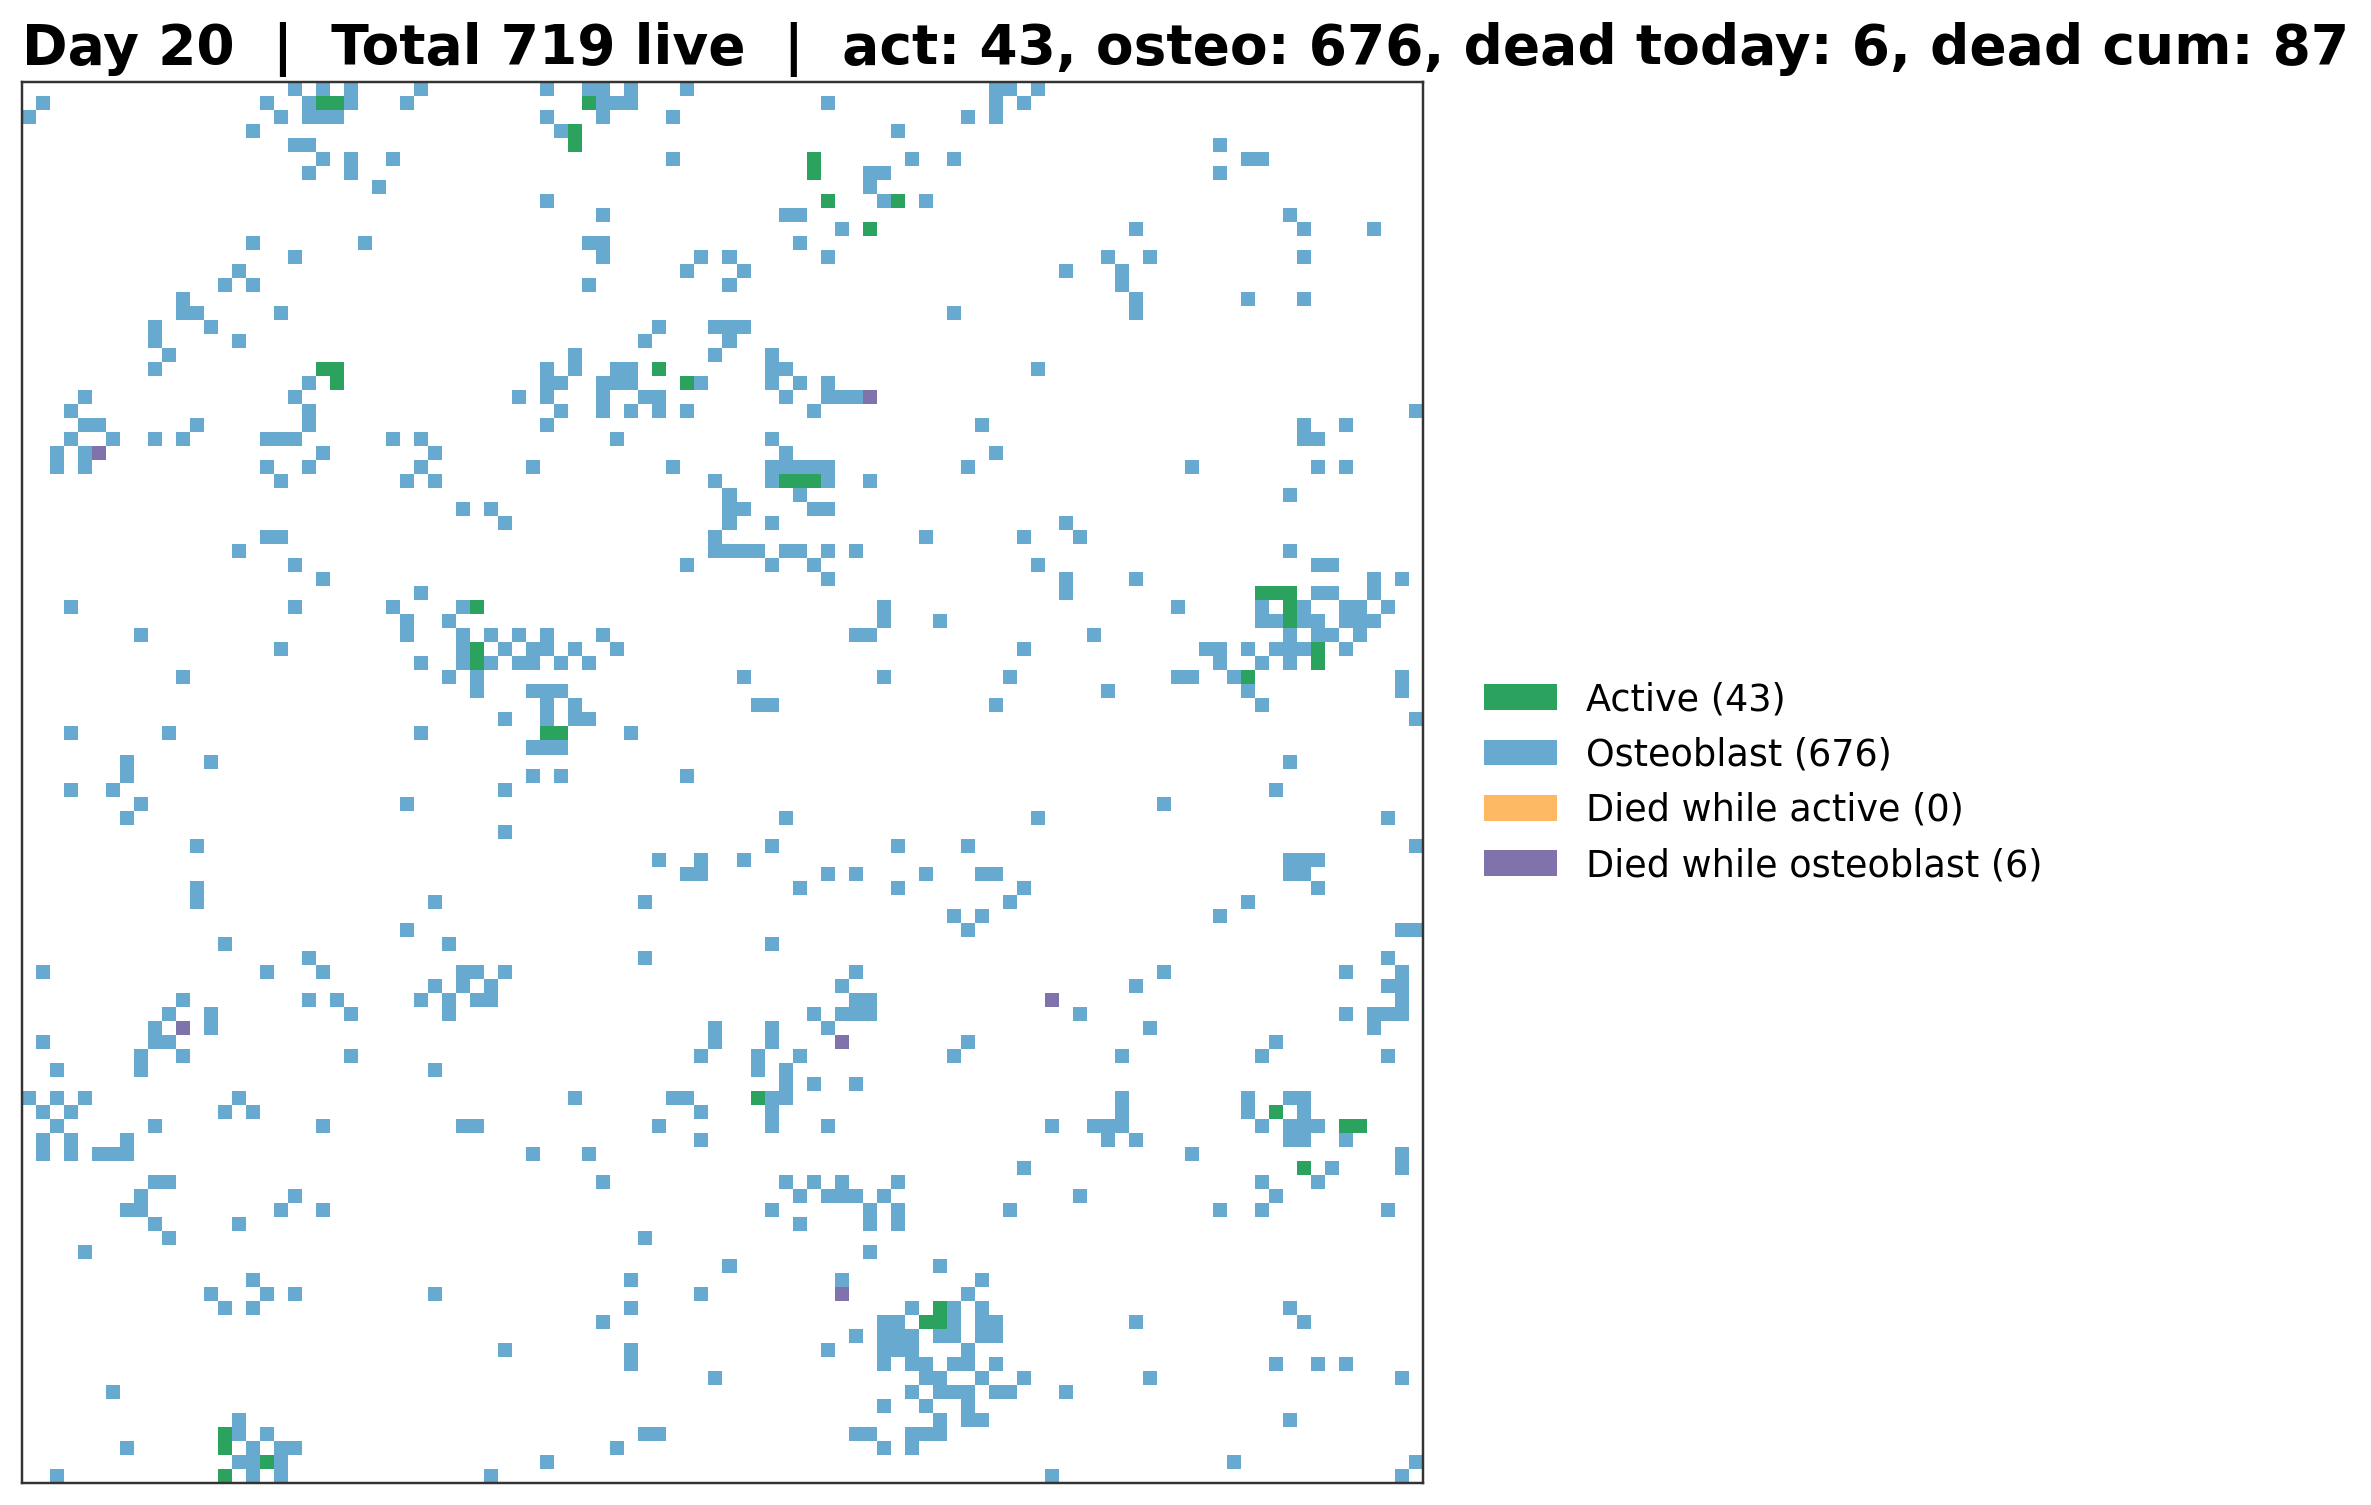 Day 20 | Total 719 live | act: 43, osteo: 676, dead today: 6, dead cum: 87
Active (43)
Osteoblast (676)
Died while active (0)
Died while osteoblast (6)